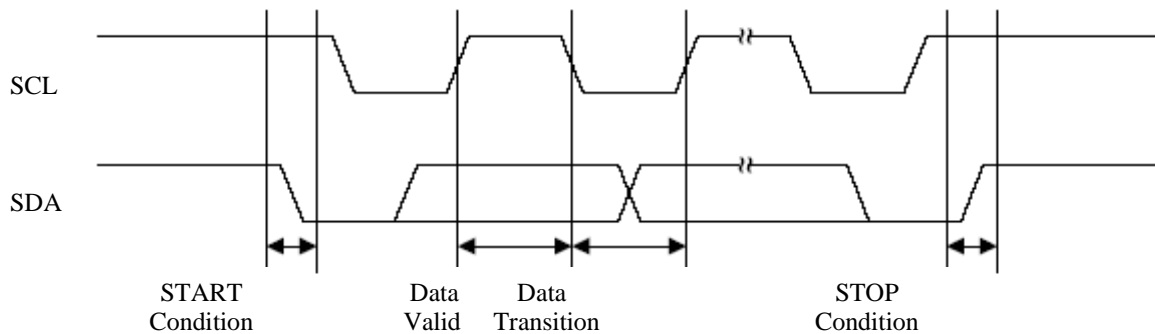 SCL
SDA
START Condition
Data Valid
Data Transition
STOP Condition